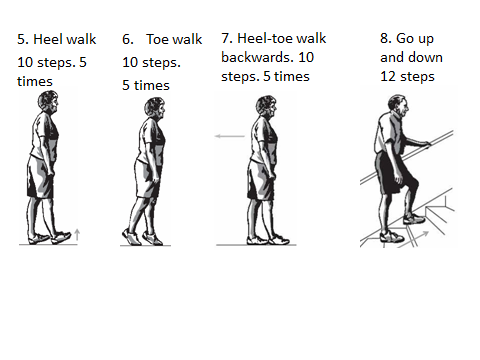 5. Heel walk
10 steps. 5
times
6. Toe walk
10 steps.
5 times
7. Heel-toe walk
backwards. 10
steps. 5 times
8. Go up
and down
12 steps